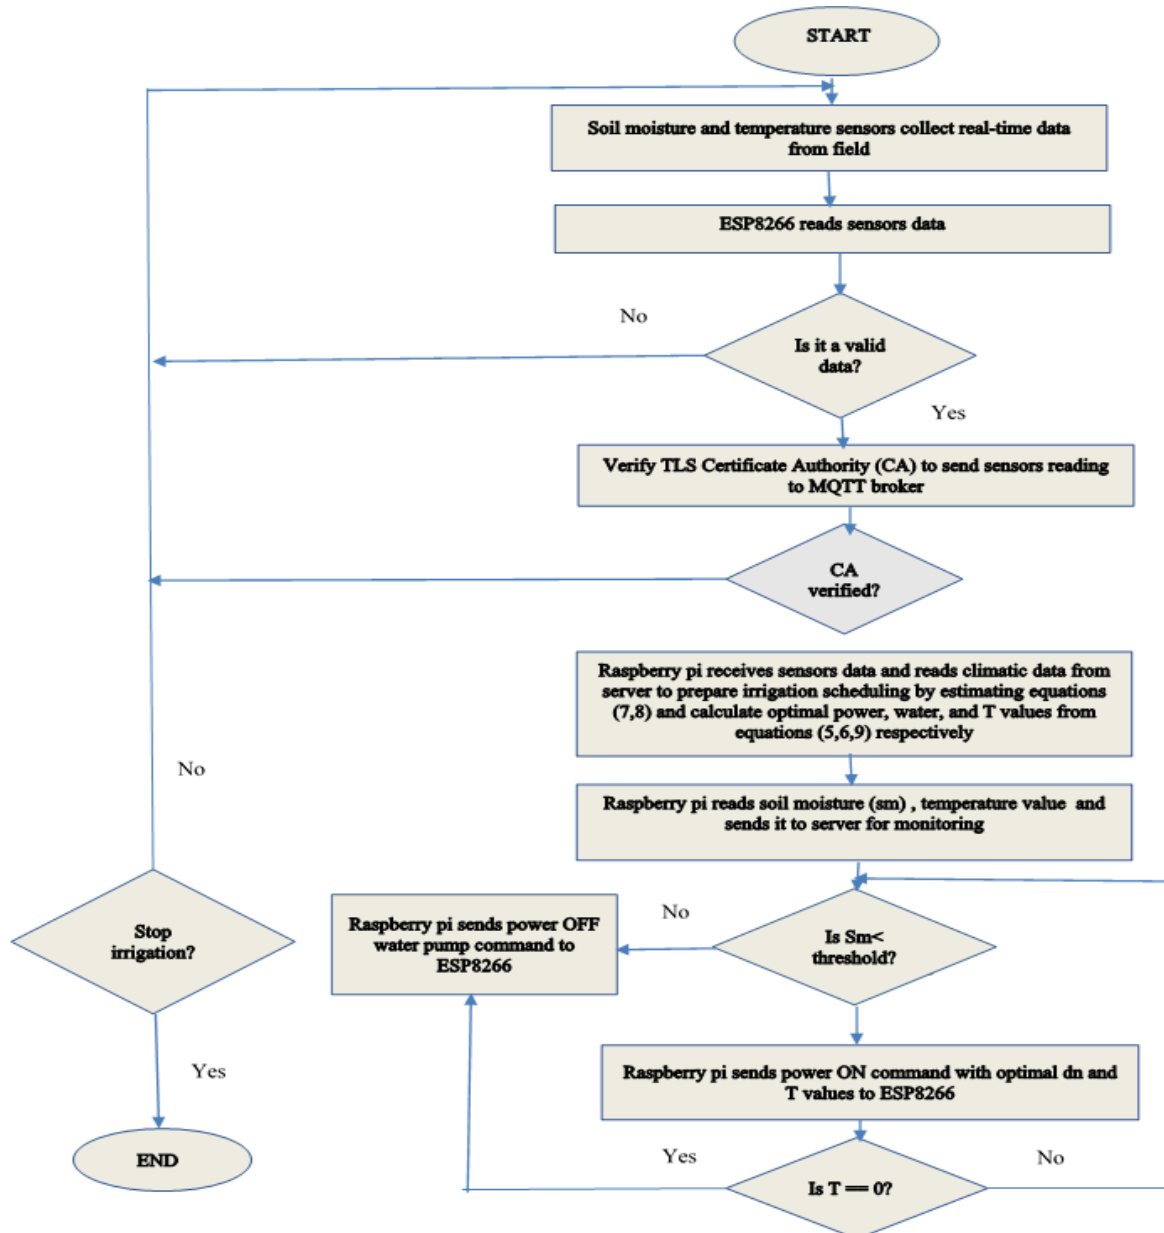 START
Soil moisture and temperature sensors collect real-time data
from field
ESP8266 reads sensors data
No
Is it a valid
data?
Yes
Verify TLS Certificate Authority (CA) to send sensors reading
to MQTT broker
CA
verified?
Raspberry pi receives sensors data and reads climatic data from
server to prepare irrigation scheduling by estimating equations
(7,8) and calculate optimal power, water, and T values from
equations (5,6,9) respectively
No
Raspberry pi reads soil moisture (sm) , temperature value and
sends it to server for monitoring
Raspberry pi sends power OFF
water pump command to
ESP8266
No
Is Sm<
threshold?
Stop
irrigation?
Yes
Raspberry pi sends power ON command with optimal dn and
T values to ESP8266
END
Yes
Is T == 0?
No